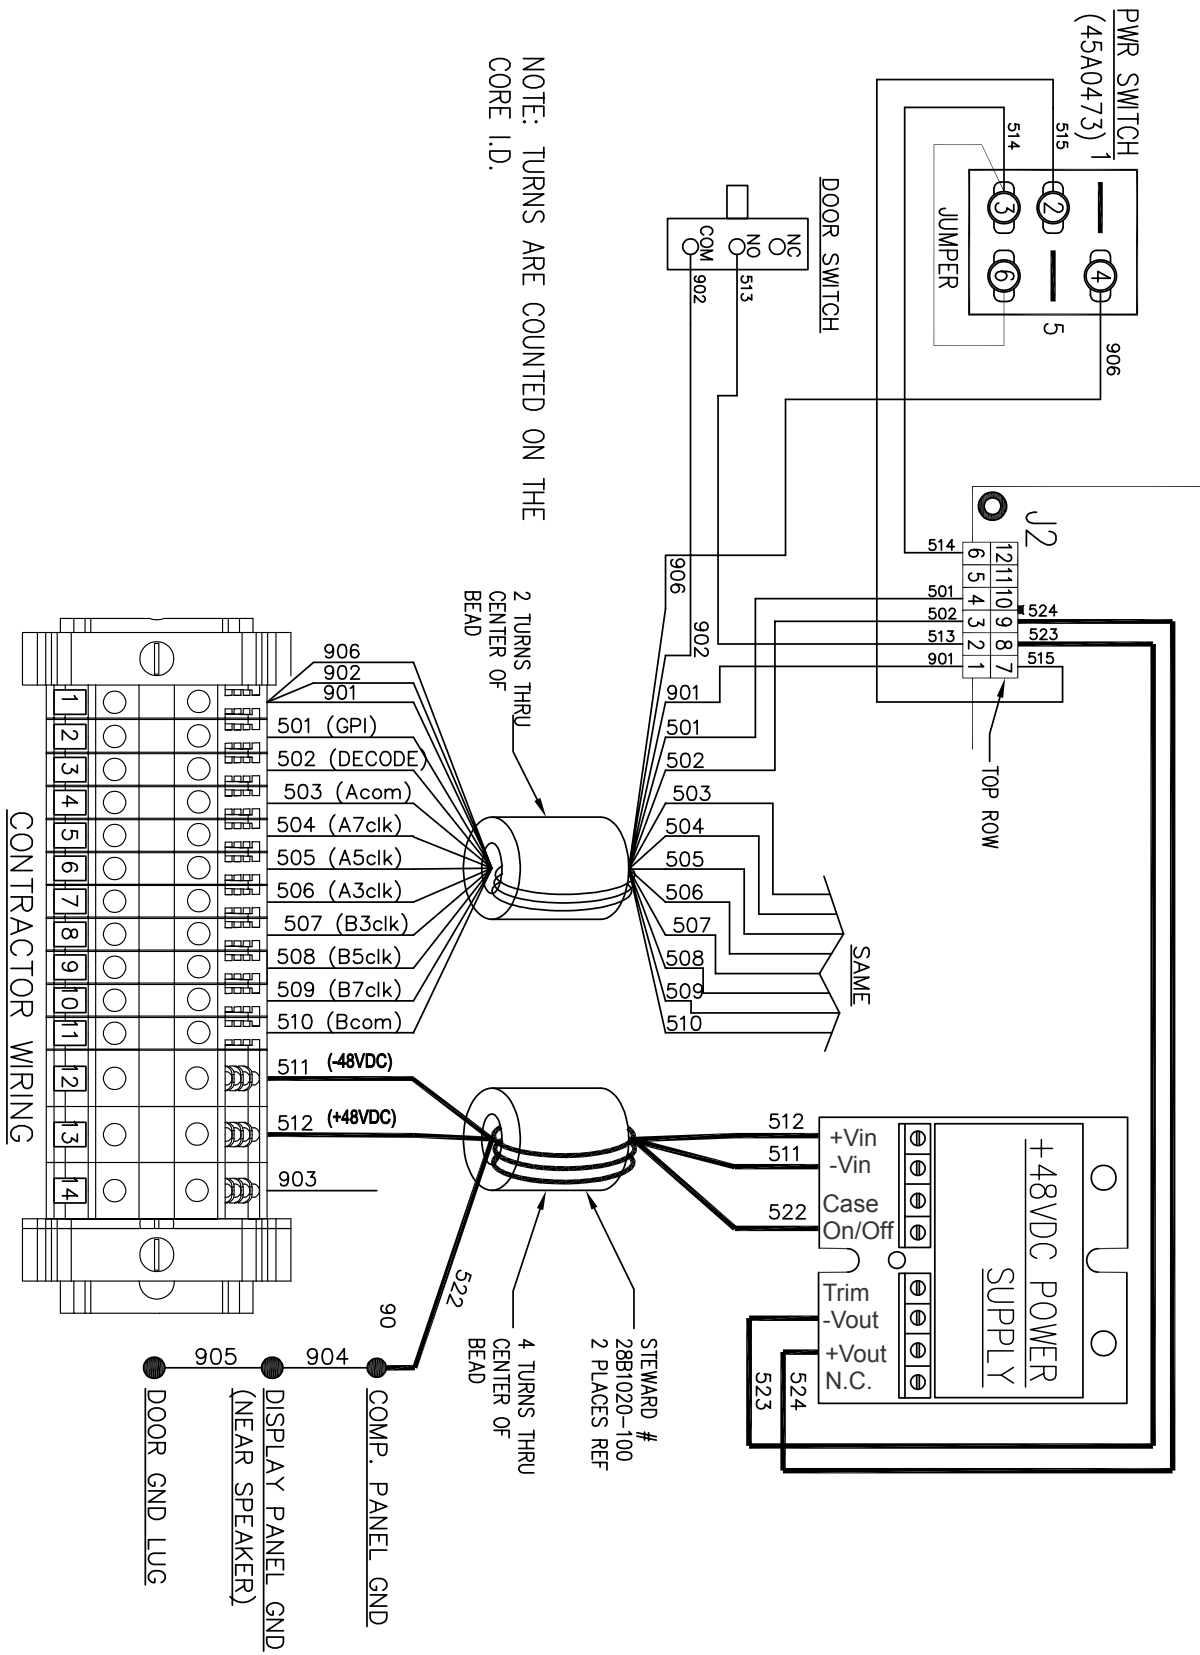 PWR SWITCH
(45A0473)
1
515
514
2
3
4
6
5
JUMPER
906
DOOR SWITCH
NC
NO
COM
513
902
NOTE: TURNS ARE COUNTED ON THE
CORE I.D.
J2
514
501
502
513
901
6
5
4
3
2
1
12
11
10
9
8
7
524
523
515
TOP ROW
906
902
901
501
502
503
504
505
506
507
508
509
510
SAME
2 TURNS THRU
CENTER OF
BEAD
906
902
901
501 (GPI)
502 (DECODE)
503 (Acom)
504 (A7clk)
505 (A5clk)
506 (A3clk)
507 (B3clk)
508 (B5clk)
509 (B7clk)
510 (Bcom)
511 (-48VDC)
512 (+48VDC)
903
1
2
3
4
5
6
7
8
9
10
11
12
13
14
CONTRACTOR WIRING
512
511
522
+Vin
-Vin
Case
On/Off
Trim
-Vout
+Vout
N.C.
+48VDC POWER
SUPPLY
523
524
STEWARD #
28B1020-100
2 PLACES REF
4 TURNS THRU
CENTER OF
BEAD
522
90
905
904
COMP. PANEL GND
DISPLAY PANEL GND
(NEAR SPEAKER)
DOOR GND LUG